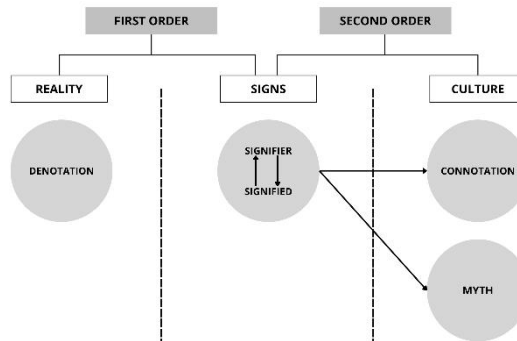 FIRST ORDER
SECOND ORDER
REALITY
SIGNS
CULTURE
DENOTATION
SIGNIFIER
SIGNIFIED
CONNOTATION
MYTH